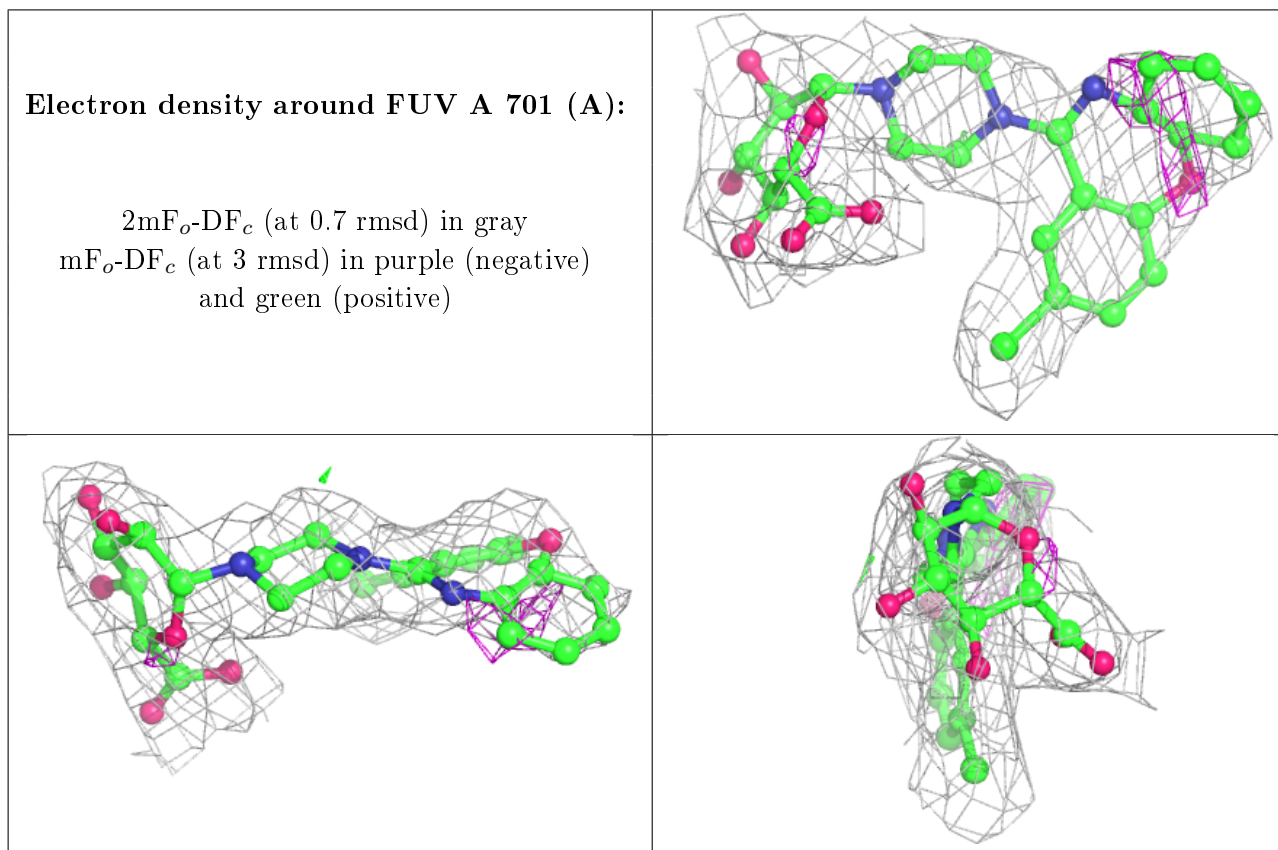 Electron density around FUV A 701 (A):
2mFₒ-DF𝒸 (at 0.7 rmsd) in gray
mFₒ-DF𝒸 (at 3 rmsd) in purple (negative)
and green (positive)